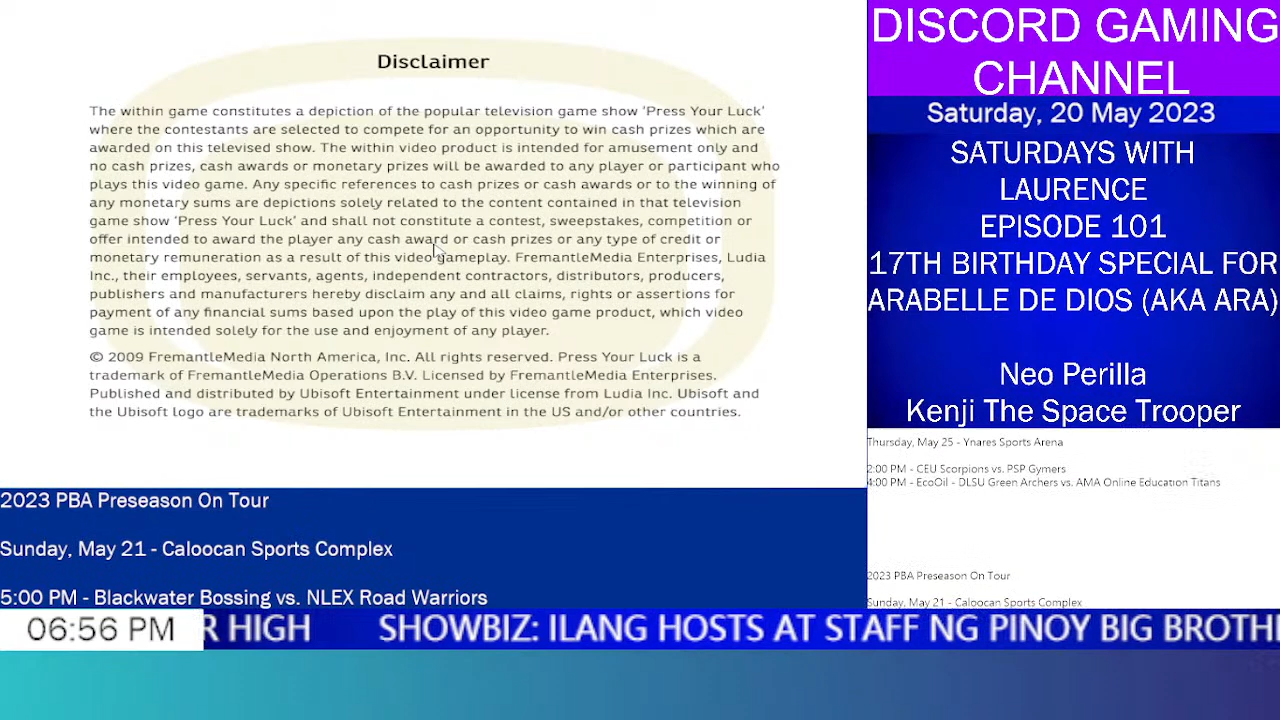 Disclaimer
The within game constitutes a depiction of the popular television game show 'Press Your Luck'
where the contestants are selected to compete for an opportunity to win cash prizes which are
awarded on this televised show. The within video product is intended for amusement only and
no cash prizes, cash awards or monetary prizes will be awarded to any player or participant who
plays this video game. Any specific references to cash prizes or cash awards or to the winning of
any monetary sums are depictions solely related to the content contained in that television
game show 'Press Your Luck' and shall not constitute a contest, sweepstakes, competition or
offer intended to award the player any cash award or cash prizes or any type of credit or
monetary remuneration as a result of this video gameplay. FremantleMedia Enterprises, Ludia
Inc., their employees, servants, agents, independent contractors, distributors, producers,
publishers and manufacturers hereby disclaim any and all claims, rights or assertions for
payment of any financial sums based upon the play of this video game product, which video
game is intended solely for the use and enjoyment of any player.
© 2009 FremantleMedia North America, Inc. All rights reserved. Press Your Luck is a
trademark of FremantleMedia Operations B.V. Licensed by FremantleMedia Enterprises.
Published and distributed by Ubisoft Entertainment under license from Ludia Inc. Ubisoft and
the Ubisoft logo are trademarks of Ubisoft Entertainment in the US and/or other countries.
DISCORD GAMING
CHANNEL
Saturday, 20 May 2023
SATURDAYS WITH
LAURENCE
EPISODE 101
17TH BIRTHDAY SPECIAL FOR
ARABELLE DE DIOS (AKA ARA)
Neo Perilla
Kenji The Space Trooper
Thursday, May 25 - Ynares Sports Arena
2:00 PM - CEU Scorpions vs. PSP Gymers
4:00 PM - EcoOil - DLSU Green Archers vs. AMA Online Education Titans
2023 PBA Preseason On Tour
Sunday, May 21 - Caloocan Sports Complex
2023 PBA Preseason On Tour
Sunday, May 21 - Caloocan Sports Complex
5:00 PM - Blackwater Bossing vs. NLEX Road Warriors
06:56 PM
R HIGH SHOWBIZ: ILANG HOSTS AT STAFF NG PINOY BIG BROTH